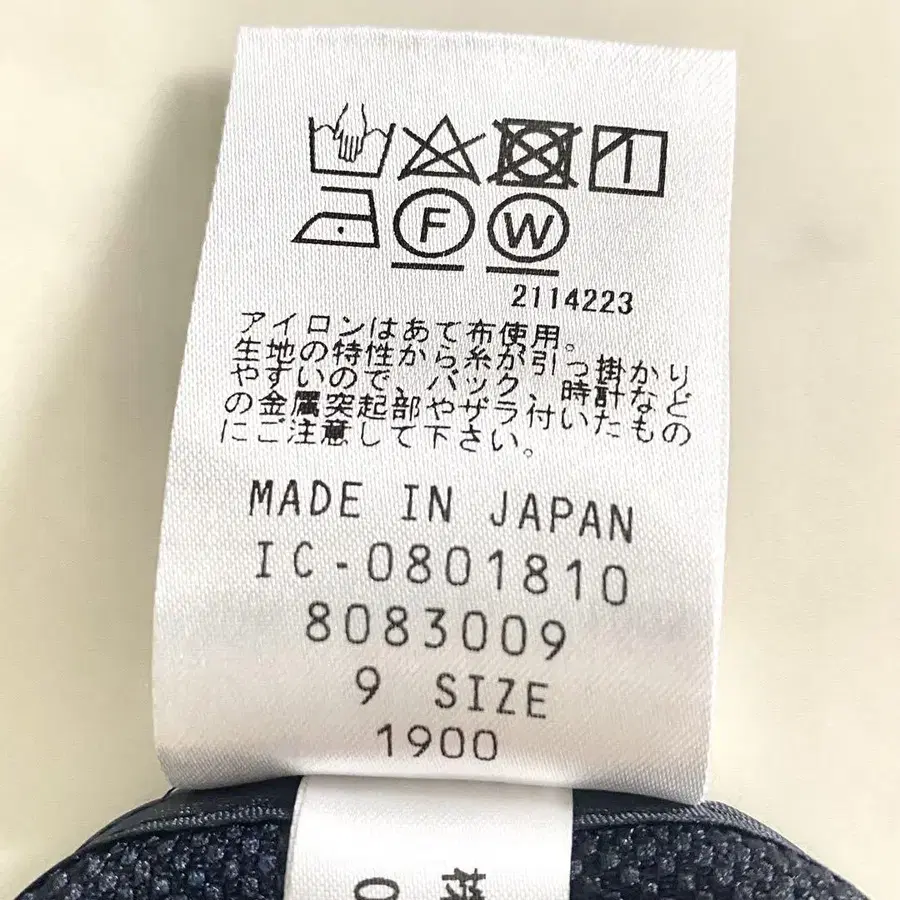 F W
2114223
アイロンはあて布使用。
生地の特性から糸が引っ掛かり
やすいので、バック、時計などの
金属突起部やザラ付いたもの
にご注意して下さい。
MADE IN JAPAN
IC-0801810
8083009
9 SIZE
1900
0